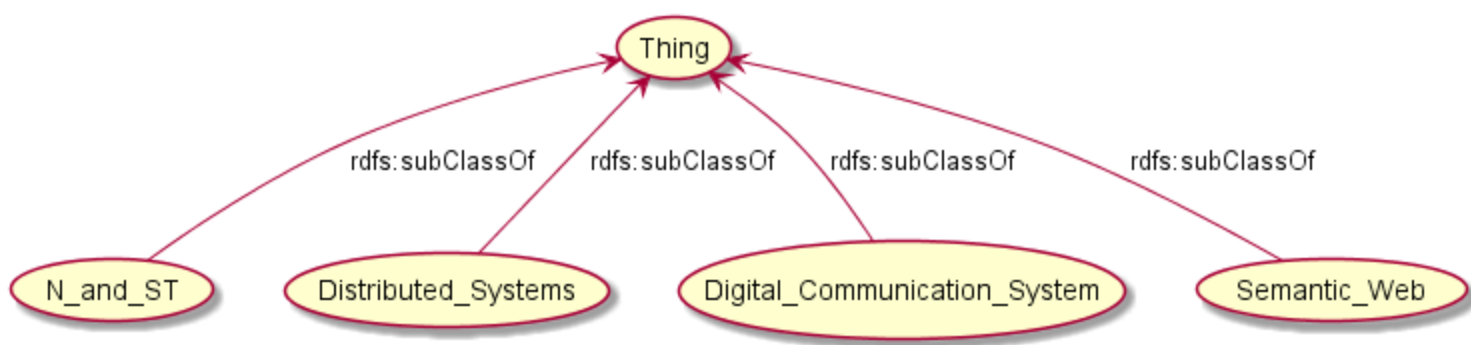 Thing
rdfs:subClassOf rdfs:subClassOf rdfs:subClassOf rdfs:subClassOf
N_and_ST Distributed_Systems Digital_Communication_System Semantic_Web